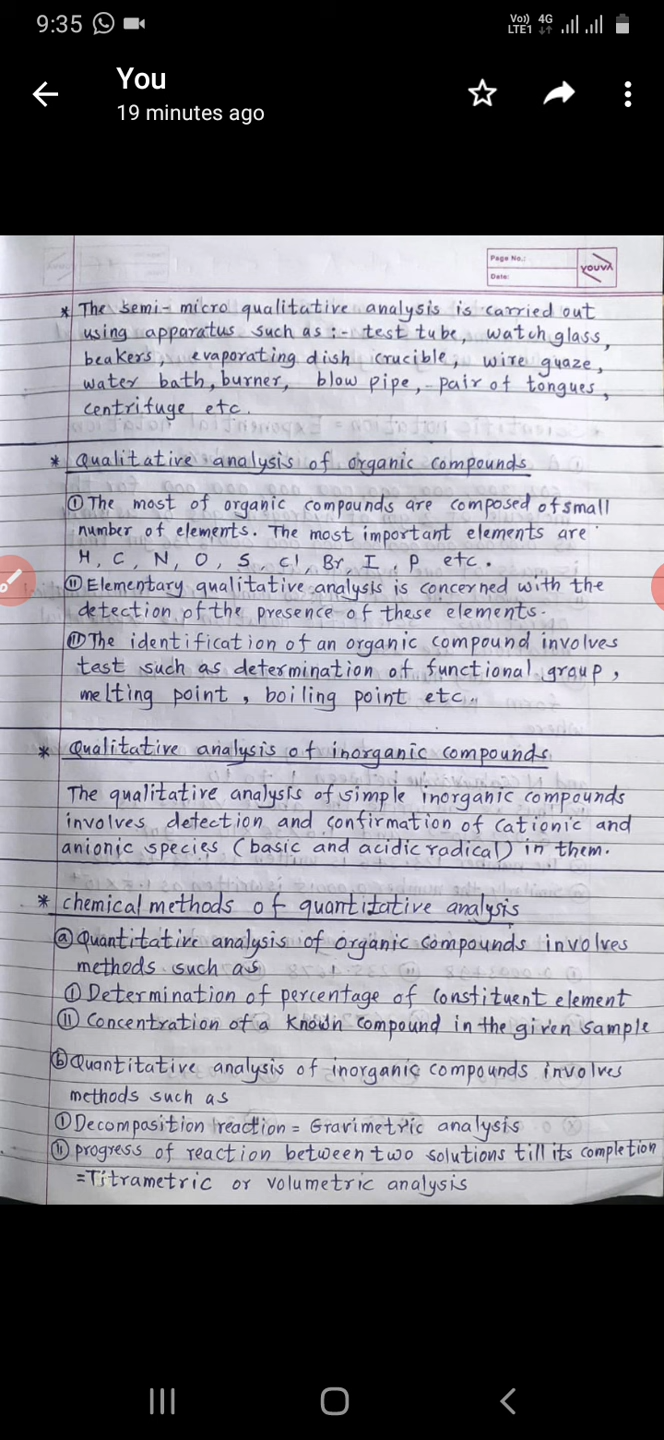 9:35
Vo)) 4G
LTE1
You
19 minutes ago
Page No.:
Date:
YOUVA
* The semi-micro qualitative analysis is carried out
using apparatus such as :- test tube, watch glass,
beakers, evaporating dish crucible, wire guaze,
water bath, burner, blow pipe, pair of tongues,
centrifuge etc.
* Qualitative analysis of organic compounds
① The most of organic compounds are composed of small
number of elements. The most important elements are
H, C, N, O, S, Cl, Br, I, P etc.
⑪ Elementary qualitative analysis is concerned with the
detection of the presence of these elements.
⑪ The identification of an organic compound involves
test such as determination of functional group,
melting point, boiling point etc.
* Qualitative analysis of inorganic compounds
The qualitative analysis of simple inorganic compounds
involves detection and confirmation of cationic and
anionic species (basic and acidic radical) in them.
* chemical methods of quantitative analysis
ⓐ Quantitative analysis of organic compounds involves
methods such as
① Determination of percentage of constituent element
⑪ Concentration of a known compound in the given sample
ⓑ Quantitative analysis of inorganic compounds involves
methods such as
① Decomposition reaction = Gravimetric analysis
⑪ progress of reaction between two solutions till its completion
=Titrametric or volumetric analysis